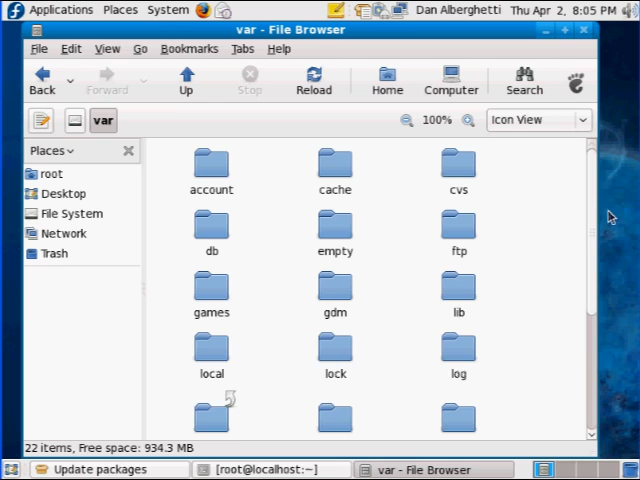 Applications Places System Dan Alberghetti Thu Apr 2, 8:05 PM
var - File Browser
File Edit View Go Bookmarks Tabs Help
Back Forward Up Stop Reload Home Computer Search
var 100% Icon View
Places
root
Desktop
File System
Network
Trash
account cache cvs
db empty ftp
games gdm lib
local lock log
22 items, Free space: 934.3 MB
Update packages [root@localhost:~] var - File Browser